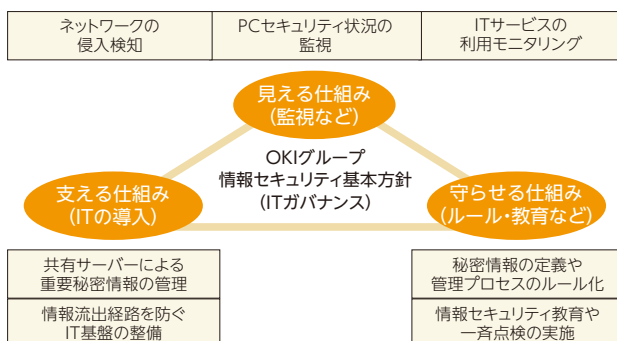 ネットワークの
侵入検知
PCセキュリティ状況の
監視
ITサービスの
利用モニタリング
見える仕組み
(監視など)
OKIグループ
情報セキュリティ基本方針
(ITガバナンス)
支える仕組み
(ITの導入)
守らせる仕組み
(ルール・教育など)
共有サーバーによる
重要秘密情報の管理
情報流出経路を防ぐ
IT基盤の整備
秘密情報の定義や
管理プロセスのルール化
情報セキュリティ教育や
一斉点検の実施